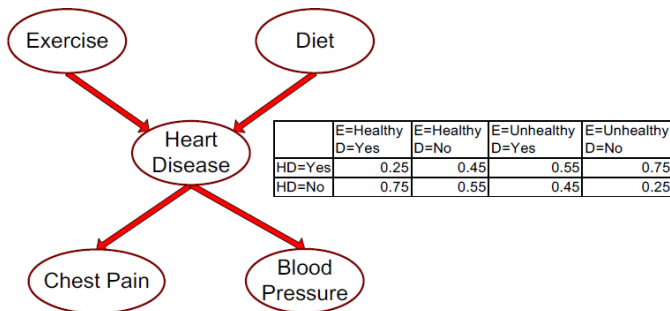 Exercise
Diet
Heart
Disease
E=Healthy E=Healthy E=Unhealthy E=Unhealthy
D=Yes D=No D=Yes D=No
HD=Yes 0.25 0.45 0.55 0.75
HD=No 0.75 0.55 0.45 0.25
Chest Pain
Blood
Pressure